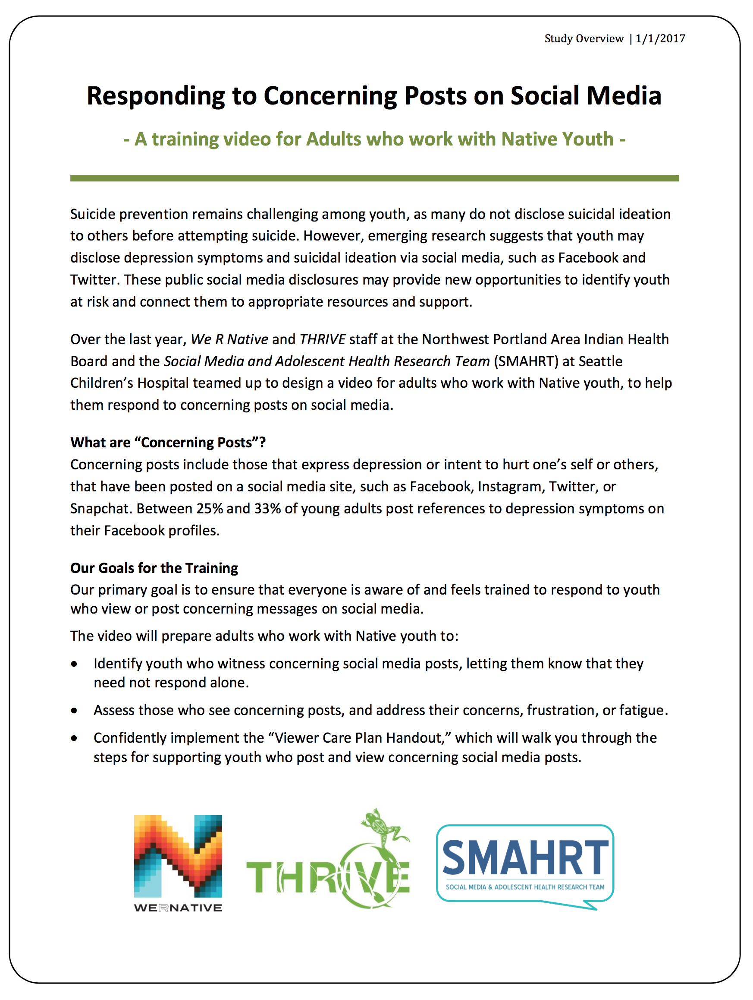 Study Overview | 1/1/2017
Responding to Concerning Posts on Social Media
- A training video for Adults who work with Native Youth -
Suicide prevention remains challenging among youth, as many do not disclose suicidal ideation
to others before attempting suicide. However, emerging research suggests that youth may
disclose depression symptoms and suicidal ideation via social media, such as Facebook and
Twitter. These public social media disclosures may provide new opportunities to identify youth
at risk and connect them to appropriate resources and support.
Over the last year, We R Native and THRIVE staff at the Northwest Portland Area Indian Health
Board and the Social Media and Adolescent Health Research Team (SMAHRT) at Seattle
Children’s Hospital teamed up to design a video for adults who work with Native youth, to help
them respond to concerning posts on social media.
What are “Concerning Posts”?
Concerning posts include those that express depression or intent to hurt one’s self or others,
that have been posted on a social media site, such as Facebook, Instagram, Twitter, or
Snapchat. Between 25% and 33% of young adults post references to depression symptoms on
their Facebook profiles.
Our Goals for the Training
Our primary goal is to ensure that everyone is aware of and feels trained to respond to youth
who view or post concerning messages on social media.
The video will prepare adults who work with Native youth to:
• Identify youth who witness concerning social media posts, letting them know that they
need not respond alone.
• Assess those who see concerning posts, and address their concerns, frustration, or fatigue.
• Confidently implement the “Viewer Care Plan Handout,” which will walk you through the
steps for supporting youth who post and view concerning social media posts.
WERNATIVE
THRIVE
SMAHRT
SOCIAL MEDIA & ADOLESCENT HEALTH RESEARCH TEAM